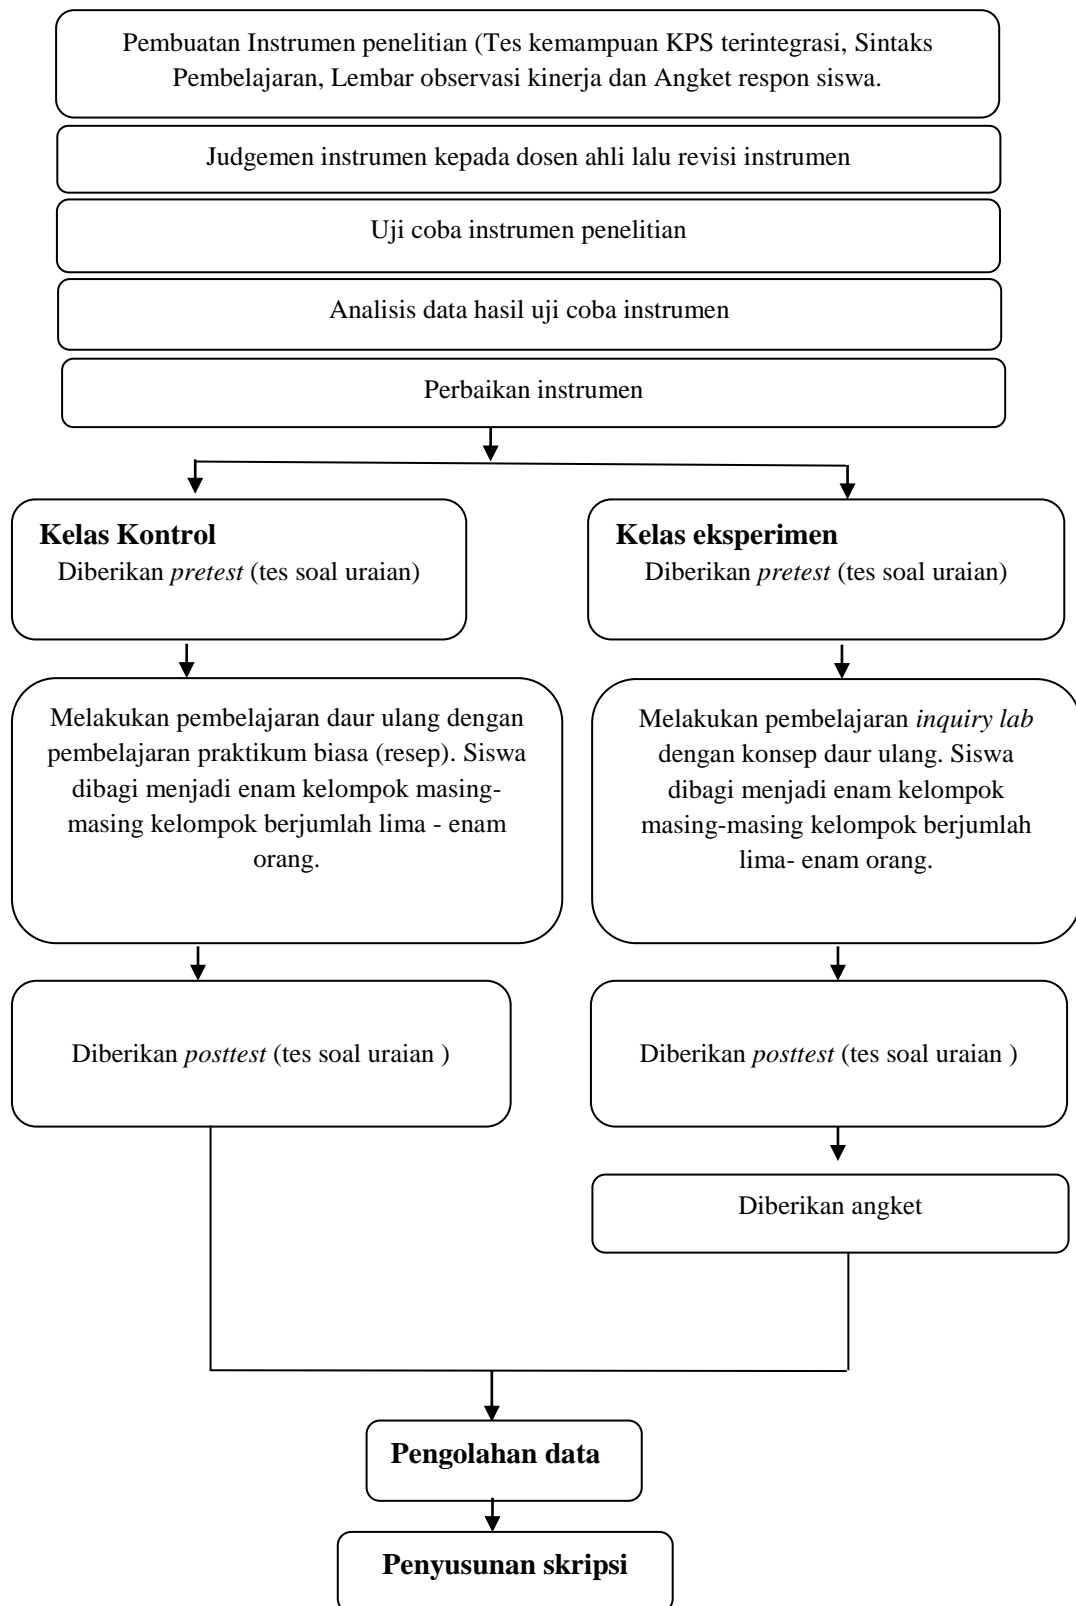 Pembuatan Instrumen penelitian (Tes kemampuan KPS terintegrasi, Sintaks
Pembelajaran, Lembar observasi kinerja dan Angket respon siswa.
Judgemen instrumen kepada dosen ahli lalu revisi instrumen
Uji coba instrumen penelitian
Analisis data hasil uji coba instrumen
Perbaikan instrumen
Kelas Kontrol
Diberikan pretest (tes soal uraian)
Kelas eksperimen
Diberikan pretest (tes soal uraian)
Melakukan pembelajaran daur ulang dengan
pembelajaran praktikum biasa (resep). Siswa
dibagi menjadi enam kelompok masing-
masing kelompok berjumlah lima - enam
orang.
Melakukan pembelajaran inquiry lab
dengan konsep daur ulang. Siswa
dibagi menjadi enam kelompok
masing-masing kelompok berjumlah
lima- enam orang.
Diberikan posttest (tes soal uraian )
Diberikan posttest (tes soal uraian )
Diberikan angket
Pengolahan data
Penyusunan skripsi